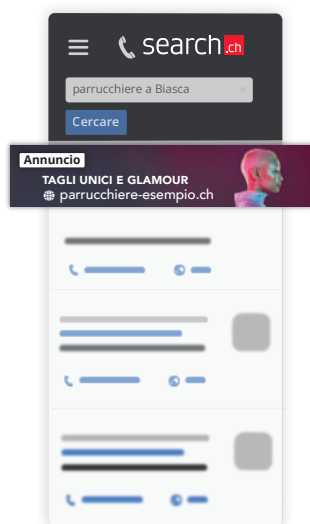 search.ch
parrucchiere a Biasca
Cercare
Annuncio
TAGLI UNICI E GLAMOUR
parrucchiere-esempio.ch